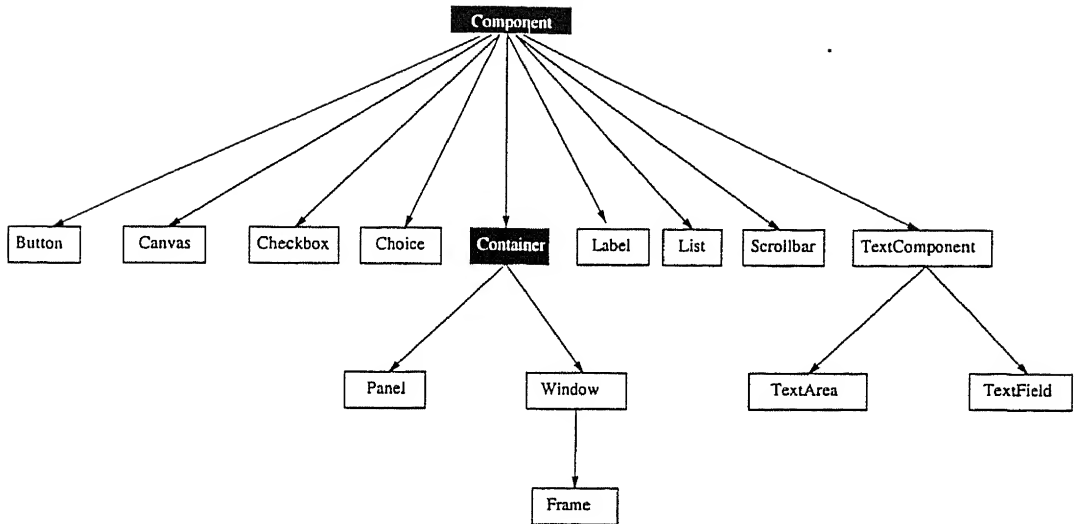 Component
Button
Canvas
Checkbox
Choice
Container
Label
List
Scrollbar
TextComponent
Panel
Window
TextArea
TextField
Frame